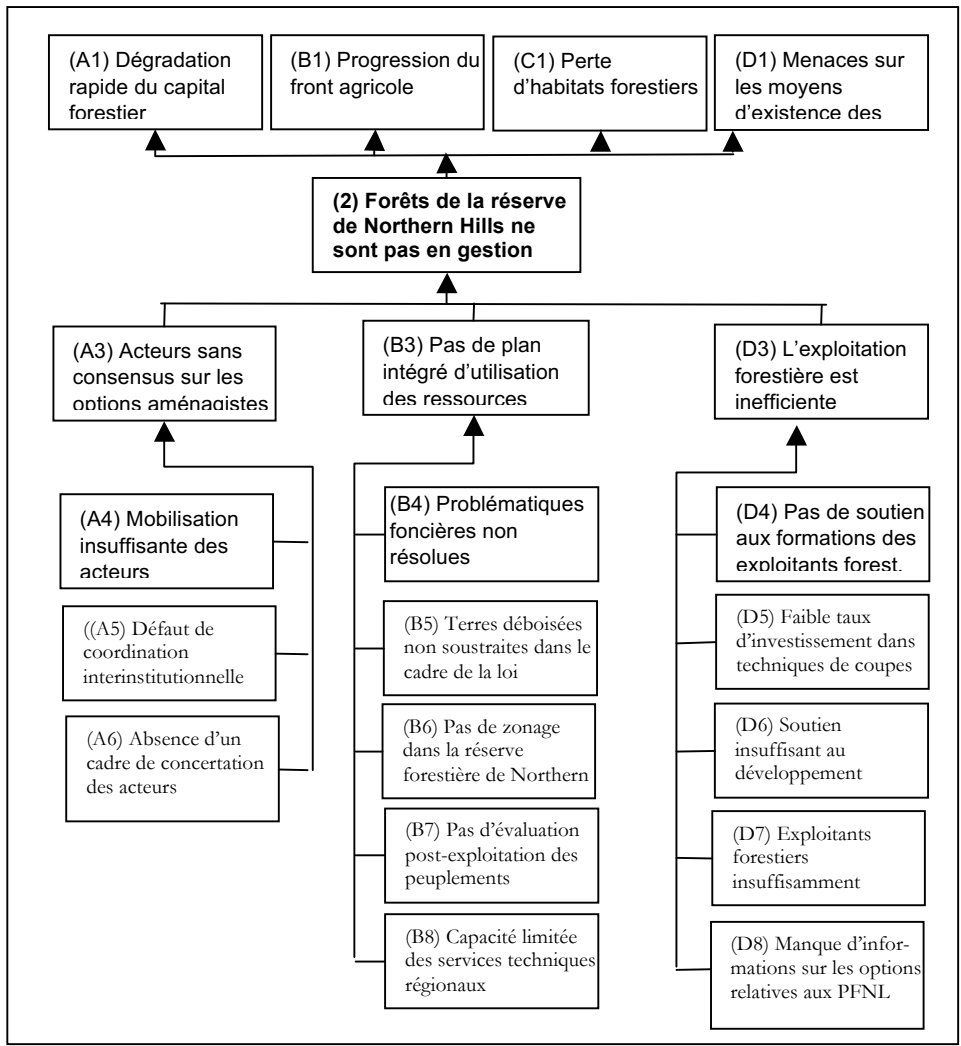 (A1) Dégradation
rapide du capital
forestier
(B1) Progression du
front agricole
(C1) Perte
d'habitats forestiers
(D1) Menaces sur
les moyens
d'existence des
(2) Forêts de la réserve
de Northern Hills ne
sont pas en gestion
(A3) Acteurs sans
consensus sur les
options aménagistes
(B3) Pas de plan
intégré d'utilisation
des ressources
(D3) L'exploitation
forestière est
inefficiente
(A4) Mobilisation
insuffisante des
acteurs
((A5) Défaut de
coordination
interinstitutionnelle
(A6) Absence d'un
cadre de concertation
des acteurs
(B4) Problématiques
foncières non
résolues
(B5) Terres déboisées
non soustraites dans le
cadre de la loi
(B6) Pas de zonage
dans la réserve
forestière de Northern
(B7) Pas d'évaluation
post-exploitation des
peuplements
(B8) Capacité limitée
des services techniques
régionaux
(D4) Pas de soutien
aux formations des
exploitants forest.
(D5) Faible taux
d'investissement dans
techniques de coupes
(D6) Soutien
insuffisant au
développement
(D7) Exploitants
forestiers
insuffisamment
(D8) Manque d'infor-
mations sur les options
relatives aux PFNL